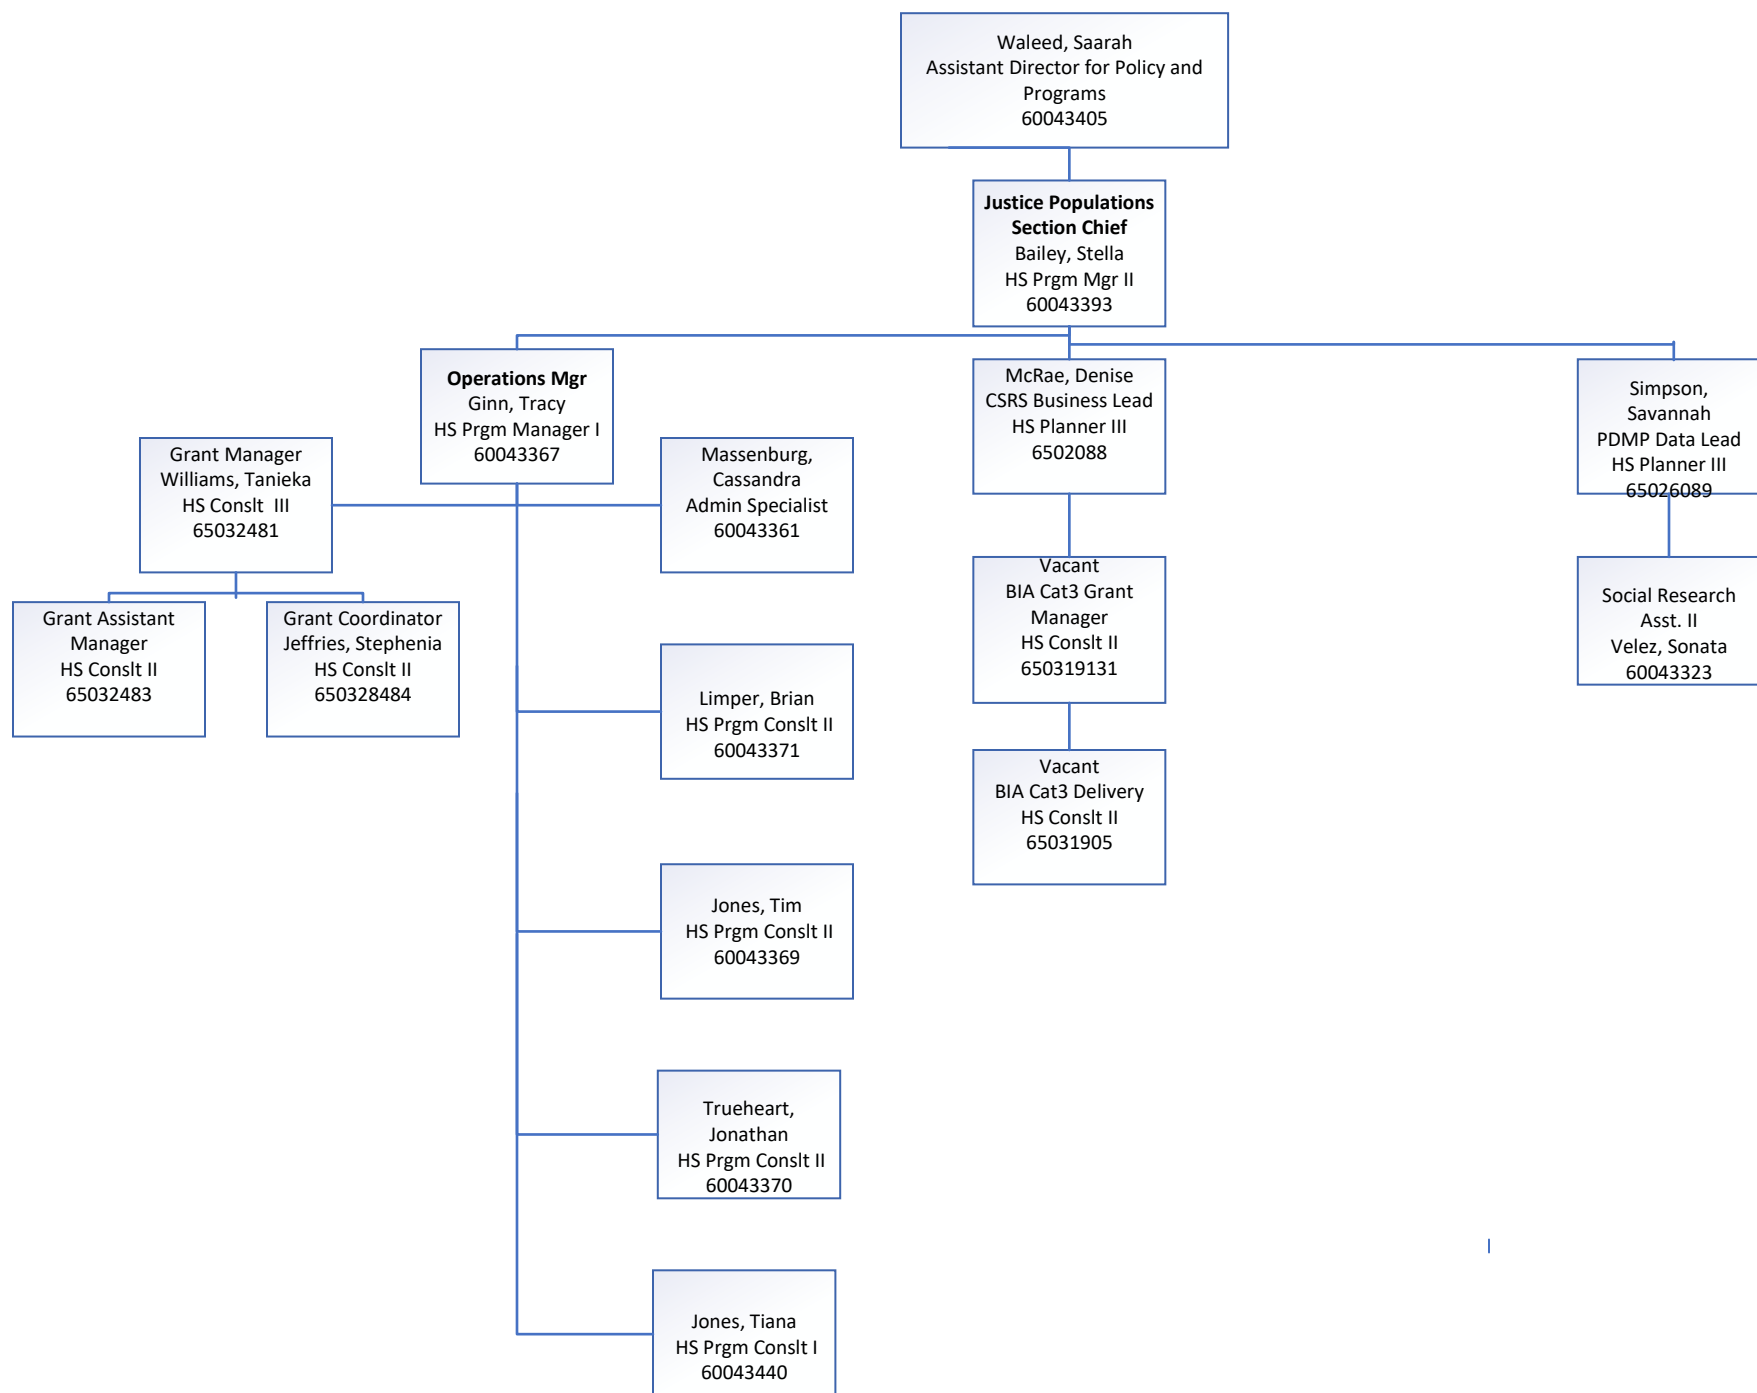 Waleed, Saarah
Assistant Director for Policy and
Programs
60043405
Justice Populations
Section Chief
Bailey, Stella
HS Prgm Mgr II
60043393
Operations Mgr
Ginn, Tracy
HS Prgm Manager I
60043367
McRae, Denise
CSRS Business Lead
HS Planner III
6502088
Simpson,
Savannah
PDMP Data Lead
HS Planner III
65026089
Grant Manager
Williams, Tanieka
HS Conslt  III
65032481
Massenburg,
Cassandra
Admin Specialist
60043361
Grant Assistant
Manager
HS Conslt II
65032483
Grant Coordinator
Jeffries, Stephenia
HS Conslt II
650328484
Vacant
BIA Cat3 Grant
Manager
HS Conslt II
650319131
Social Research
Asst. II
Velez, Sonata
60043323
Limper, Brian
HS Prgm Conslt II
60043371
Vacant
BIA Cat3 Delivery
HS Conslt II
65031905
Jones, Tim
HS Prgm Conslt II
60043369
Trueheart,
Jonathan
HS Prgm Conslt II
60043370
Jones, Tiana
HS Prgm Conslt I
60043440